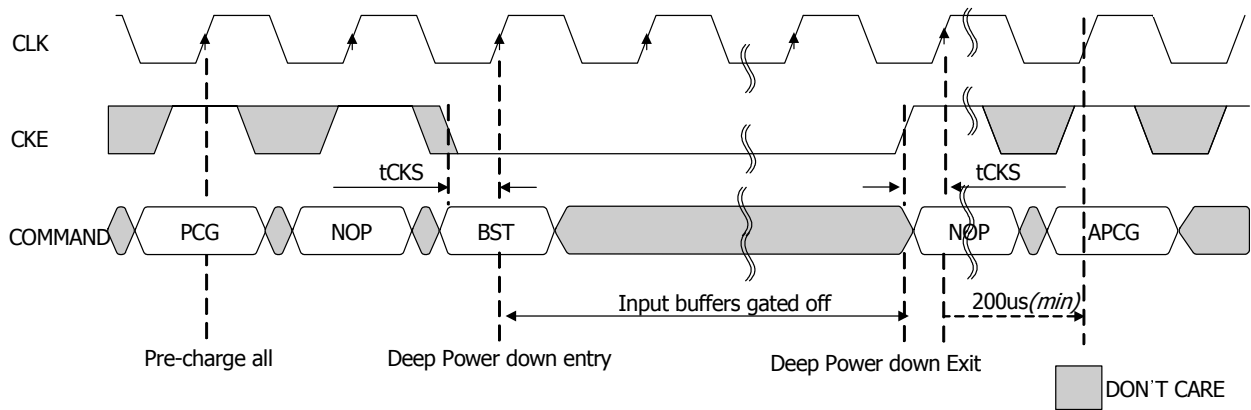 CLK
CKE
tCKS
tCKS
COMMAND
PCG
NOP
BST
NOP
APCG
Input buffers gated off
200us(min)
Pre-charge all
Deep Power down entry
Deep Power down Exit
DON'T CARE